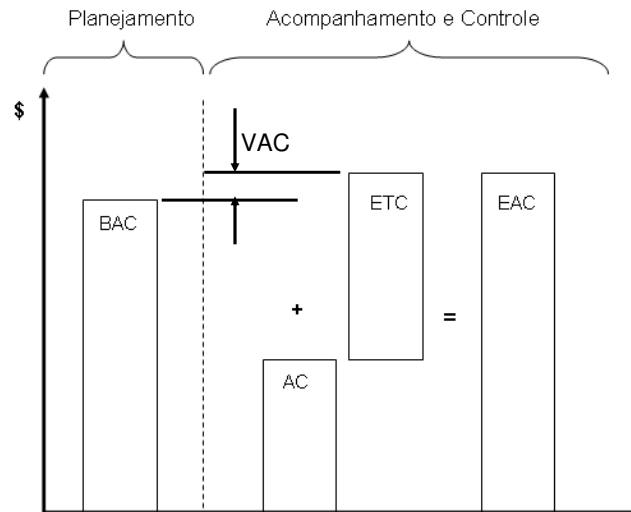 Planejamento
Acompanhamento e Controle
$
VAC
BAC
ETC
EAC
+
=
AC